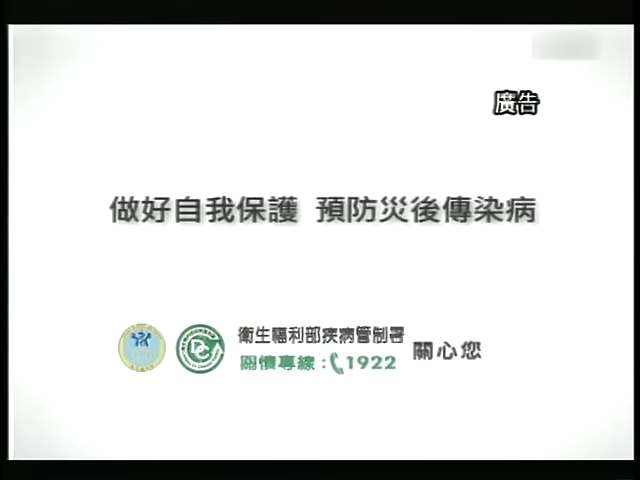 廣告
做好自我保護 預防災後傳染病
衛生福利部疾病管制署
關懷專線：1922
關心您